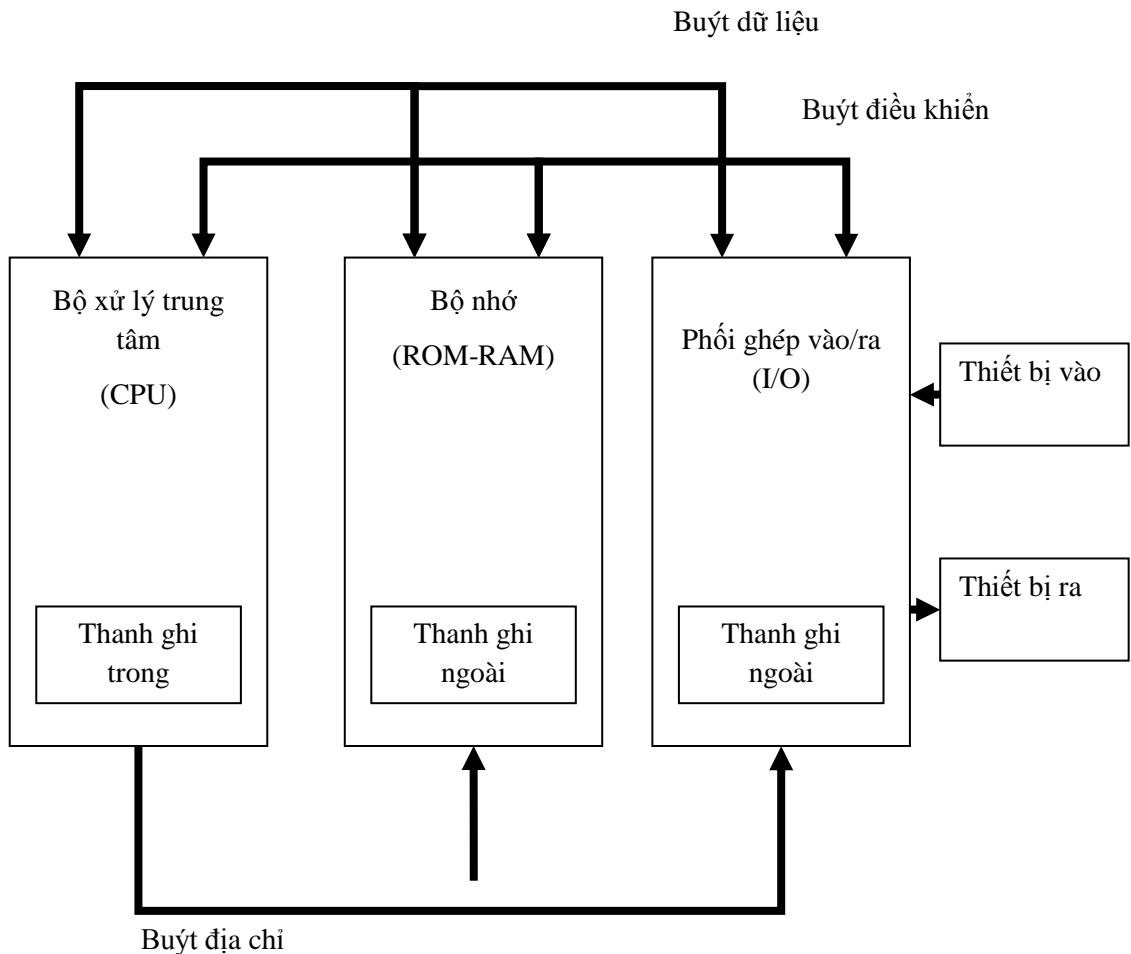 Buýt dữ liệu
Buýt điều khiển
Bộ xử lý trung
tâm
(CPU)
Bộ nhớ
(ROM-RAM)
Phối ghép vào/ra
(I/O)
Thiết bị vào
Thiết bị ra
Thanh ghi
trong
Thanh ghi
ngoài
Thanh ghi
ngoài
Buýt địa chỉ